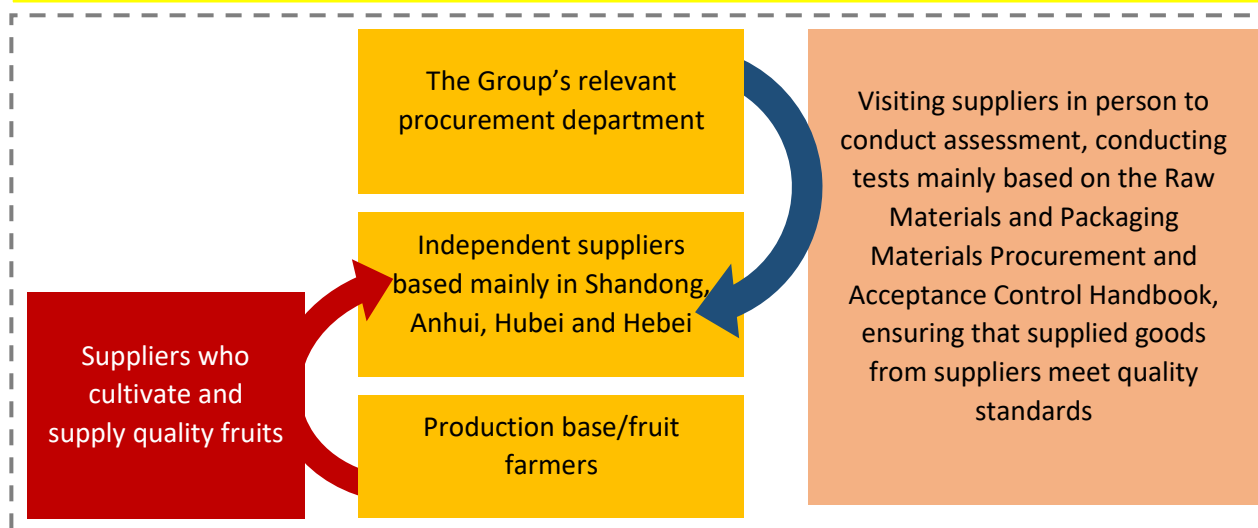 The Group’s relevant
procurement department
Independent suppliers
based mainly in Shandong,
Anhui, Hubei and Hebei
Production base/fruit
farmers
Suppliers who
cultivate and
supply quality fruits
Visiting suppliers in person to
conduct assessment, conducting
tests mainly based on the Raw
Materials and Packaging
Materials Procurement and
Acceptance Control Handbook,
ensuring that supplied goods
from suppliers meet quality
standards